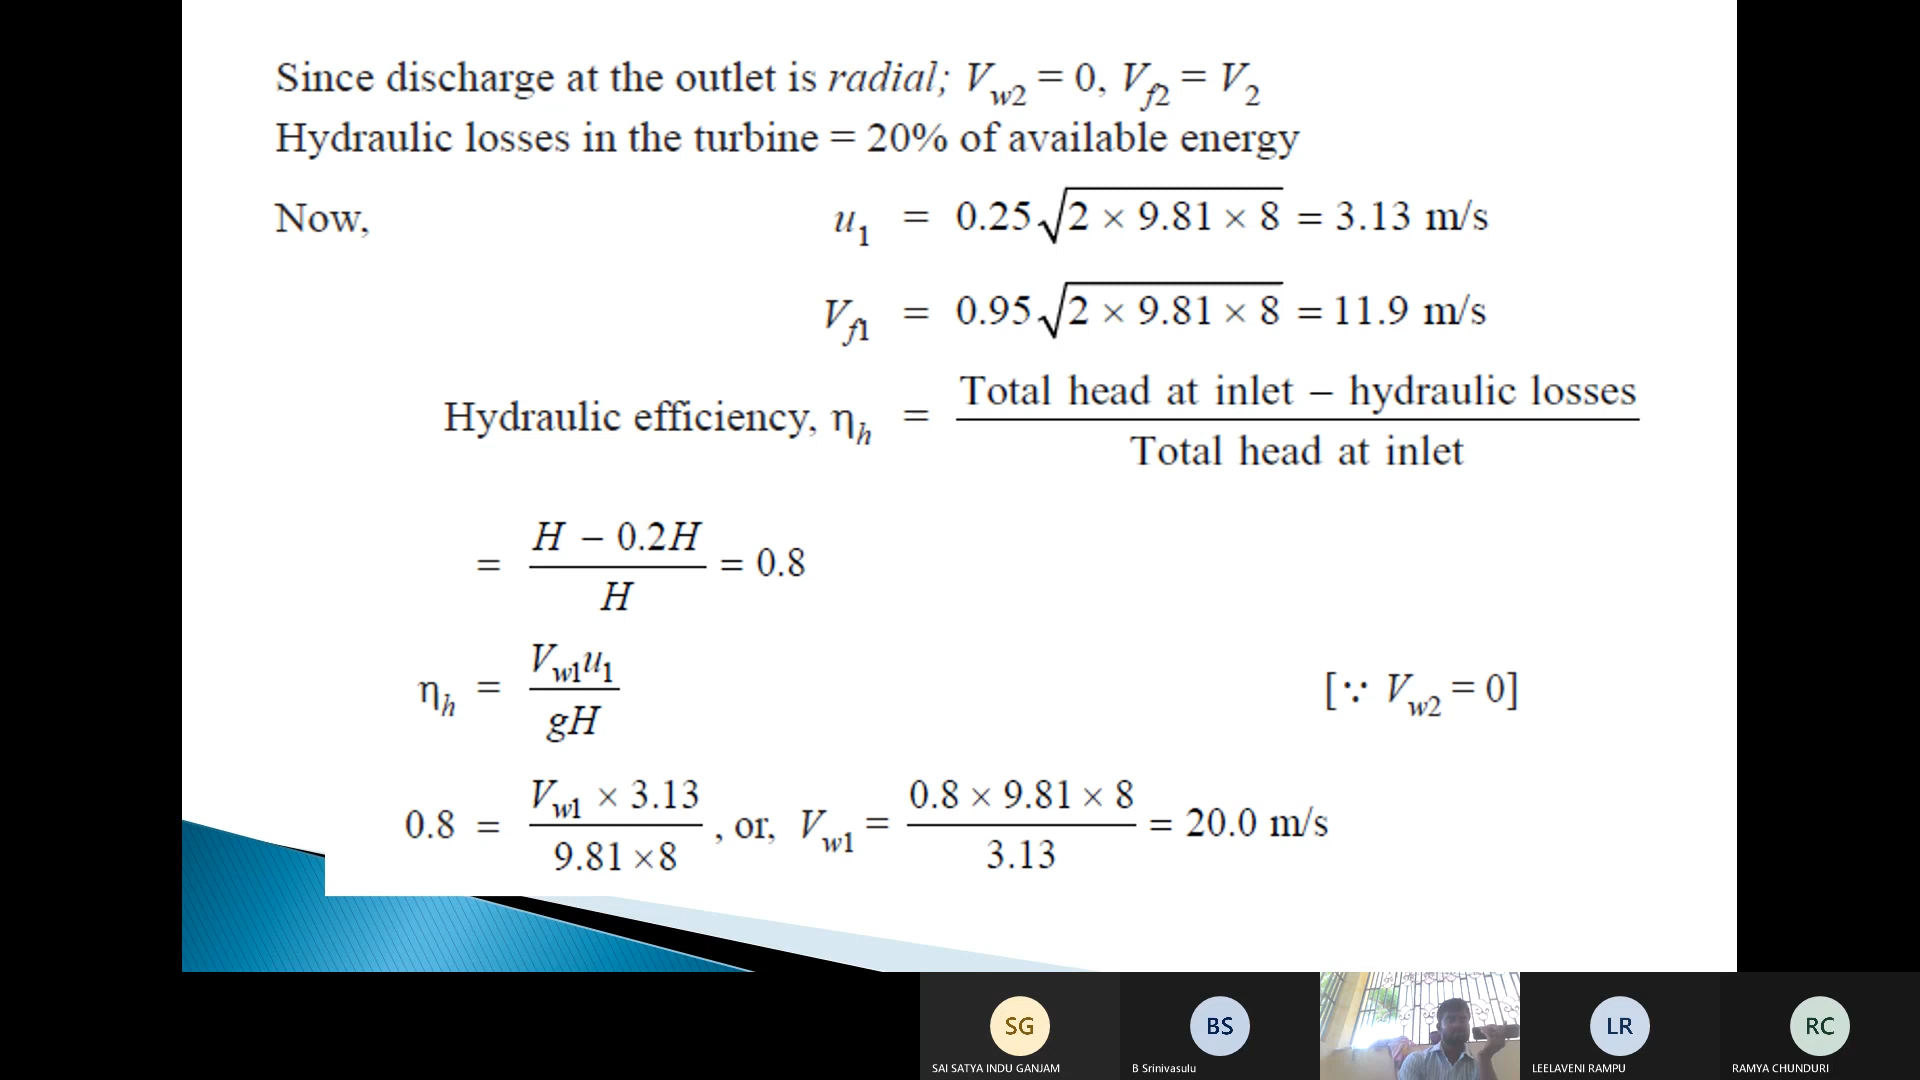 Since discharge at the outlet is radial; V_w2 = 0, V_f2 = V_2
Hydraulic losses in the turbine = 20% of available energy
Now, u_1 = 0.25√(2 × 9.81 × 8) = 3.13 m/s
V_f1 = 0.95√(2 × 9.81 × 8) = 11.9 m/s
Hydraulic efficiency, η_h = (Total head at inlet – hydraulic losses) / (Total head at inlet)
= (H – 0.2H) / H = 0.8
η_h = V_w1 u_1 / gH [∵ V_w2 = 0]
0.8 = (V_w1 × 3.13) / (9.81 × 8) , or, V_w1 = (0.8 × 9.81 × 8) / 3.13 = 20.0 m/s
SG BS LR RC
SAI SATYA INDU GANJAM B Srinivasulu LEELAVENI RAMPU RAMYA CHUNDURI